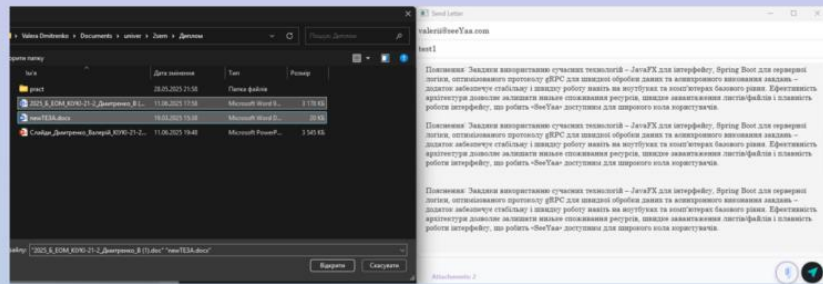 Valera Dmitrenko > Documents > univer > 2sem > Диплом
Пошук: Диплом
орити папку
Ім'я Дата змінення Тип Розмір
pract 28.05.2025 21:58 Папка файлів
2025_Б_ЕОМ_КІУКІ-21-2_Дмитренко_В (... 11.06.2025 17:58 Microsoft Word 9... 3 178 КБ
newТЕЗА.docx 19.03.2025 15:38 Microsoft Word D... 20 КБ
Слайди_Дмитренко_Валерій_КІУКІ-21-2... 11.06.2025 19:48 Microsoft PowerP... 3 545 КБ
файлу: "2025_Б_ЕОМ_КІУКІ-21-2_Дмитренко_В (1).doc" "newТЕЗА.docx"
Відкрити Скасувати
Send Letter
valerii@seeYaa.com
test1
Пояснення: Завдяки використанню сучасних технологій – JavaFX для інтерфейсу, Spring Boot для серверної
логіки, оптимізованого протоколу gRPC для швидкої обробки даних та асинхронного виконання завдань –
додаток забезпечує стабільну і швидку роботу навіть на ноутбуках та комп'ютерах базового рівня. Ефективність
архітектури дозволяє залишати низьке споживання ресурсів, швидке завантаження листів/файлів і плавність
роботи інтерфейсу, що робить «SeeYaa» доступним для широкого кола користувачів.
Пояснення: Завдяки використанню сучасних технологій – JavaFX для інтерфейсу, Spring Boot для серверної
логіки, оптимізованого протоколу gRPC для швидкої обробки даних та асинхронного виконання завдань –
додаток забезпечує стабільну і швидку роботу навіть на ноутбуках та комп'ютерах базового рівня. Ефективність
архітектури дозволяє залишати низьке споживання ресурсів, швидке завантаження листів/файлів і плавність
роботи інтерфейсу, що робить «SeeYaa» доступним для широкого кола користувачів.
Пояснення: Завдяки використанню сучасних технологій – JavaFX для інтерфейсу, Spring Boot для серверної
логіки, оптимізованого протоколу gRPC для швидкої обробки даних та асинхронного виконання завдань –
додаток забезпечує стабільну і швидку роботу навіть на ноутбуках та комп'ютерах базового рівня. Ефективність
архітектури дозволяє залишати низьке споживання ресурсів, швидке завантаження листів/файлів і плавність
роботи інтерфейсу, що робить «SeeYaa» доступним для широкого кола користувачів.
Attachments: 2